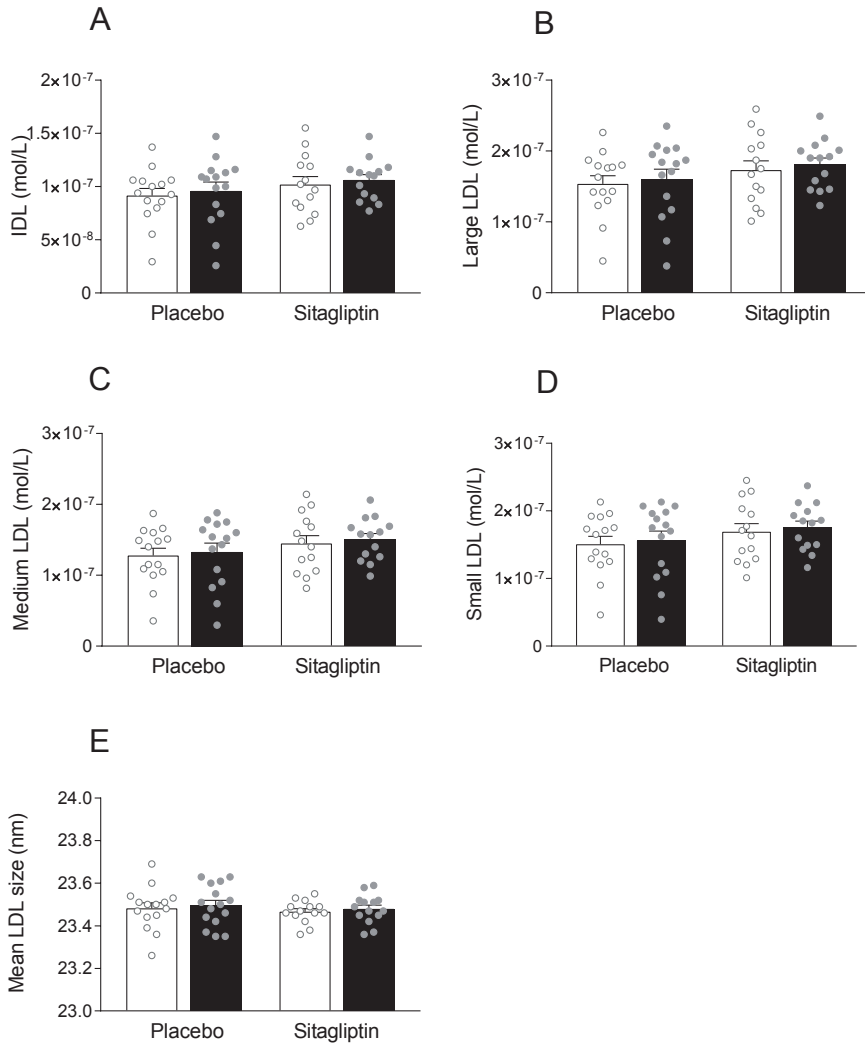 A
2×10⁻⁷
1.5×10⁻⁷
1×10⁻⁷
5×10⁻⁸
0
IDL (mol/L)
Placebo Sitagliptin
B
3×10⁻⁷
2×10⁻⁷
1×10⁻⁷
0
Large LDL (mol/L)
Placebo Sitagliptin
C
3×10⁻⁷
2×10⁻⁷
1×10⁻⁷
0
Medium LDL (mol/L)
Placebo Sitagliptin
D
3×10⁻⁷
2×10⁻⁷
1×10⁻⁷
0
Small LDL (mol/L)
Placebo Sitagliptin
E
24.0
23.8
23.6
23.4
23.2
23.0
Mean LDL size (nm)
Placebo Sitagliptin